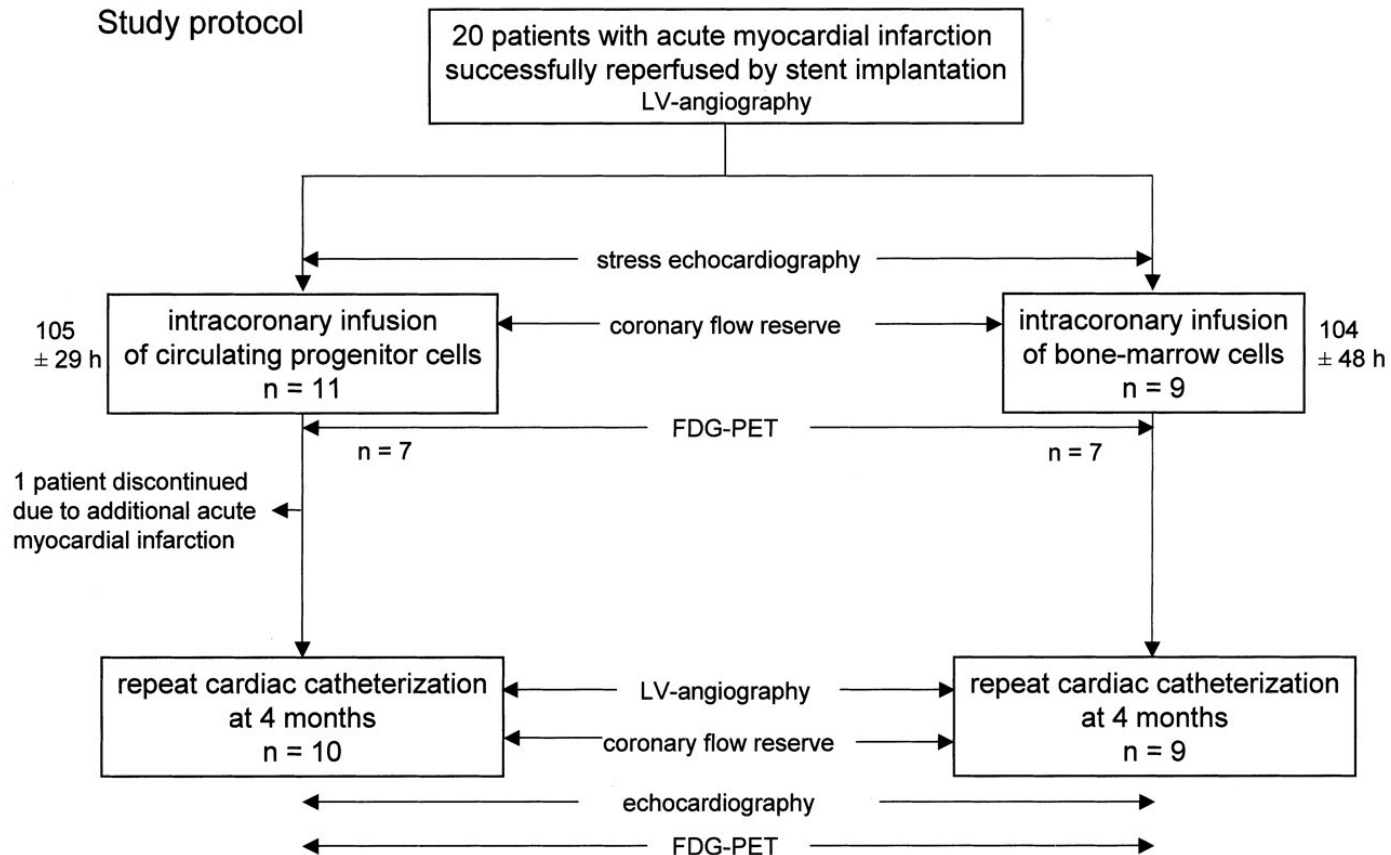 Study protocol
20 patients with acute myocardial infarction
successfully reperfused by stent implantation
LV-angiography
stress echocardiography
105
± 29 h
intracoronary infusion
of circulating progenitor cells
n = 11
coronary flow reserve
intracoronary infusion
of bone-marrow cells
n = 9
104
± 48 h
FDG-PET
n = 7
n = 7
1 patient discontinued
due to additional acute
myocardial infarction
repeat cardiac catheterization
at 4 months
n = 10
LV-angiography
coronary flow reserve
repeat cardiac catheterization
at 4 months
n = 9
echocardiography
FDG-PET